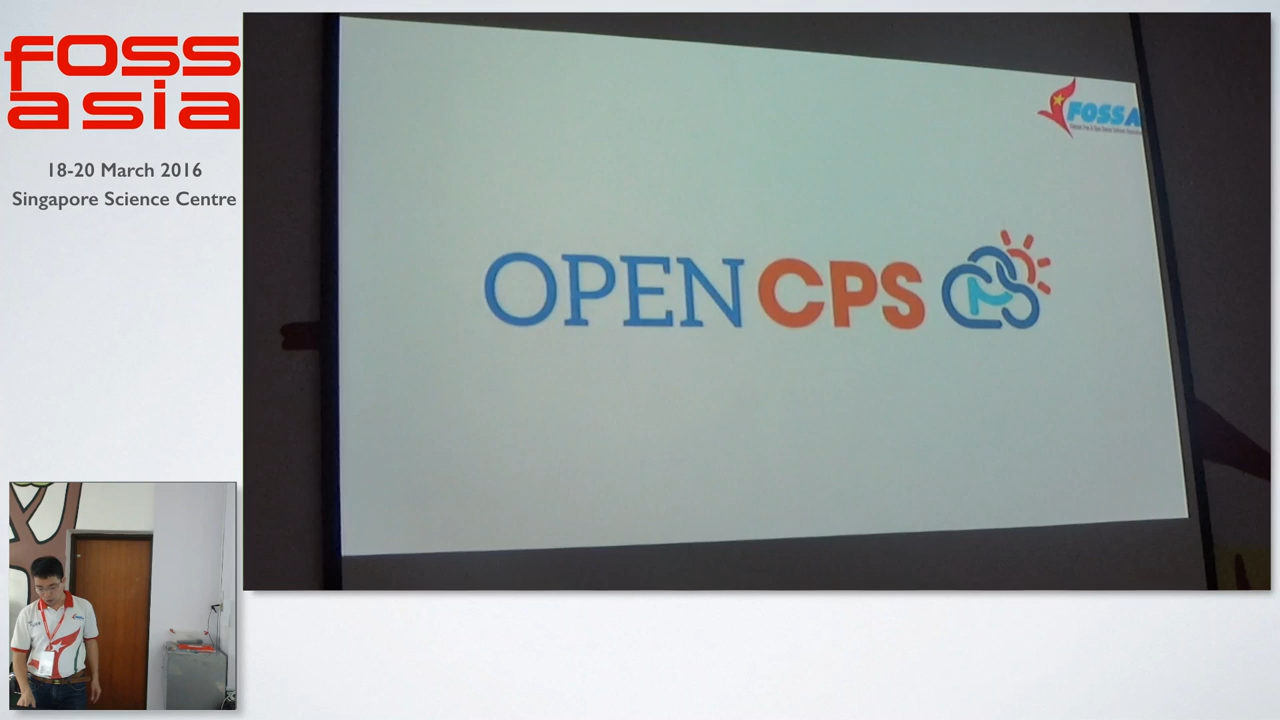 foss
asia
18-20 March 2016
Singapore Science Centre
FOSSA
OPEN CPS